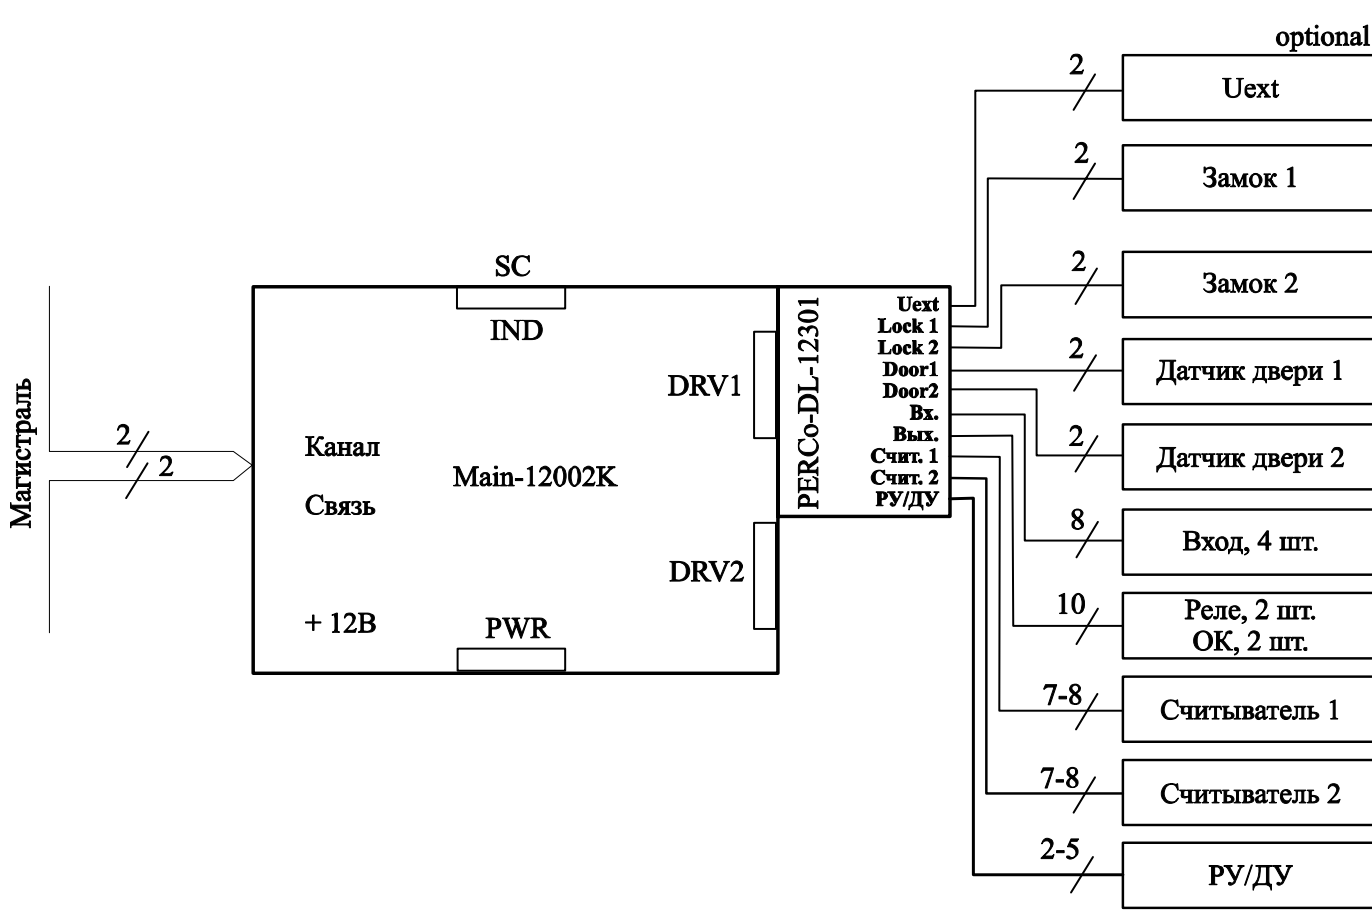 optional
2
Uext
2
Замок 1
2
Замок 2
2
Датчик двери 1
2
Датчик двери 2
8
Вход, 4 шт.
10
Реле, 2 шт.
ОК, 2 шт.
7-8
Считыватель 1
7-8
Считыватель 2
2-5
РУ/ДУ
SC
IND
DRV1
DRV2
PWR
Канал
Связь
+ 12В
Main-12002K
PERCo-DL-12301
Uext
Lock 1
Lock 2
Door1
Door2
Вх.
Вых.
Счит. 1
Счит. 2
РУ/ДУ
Магистраль
2
2